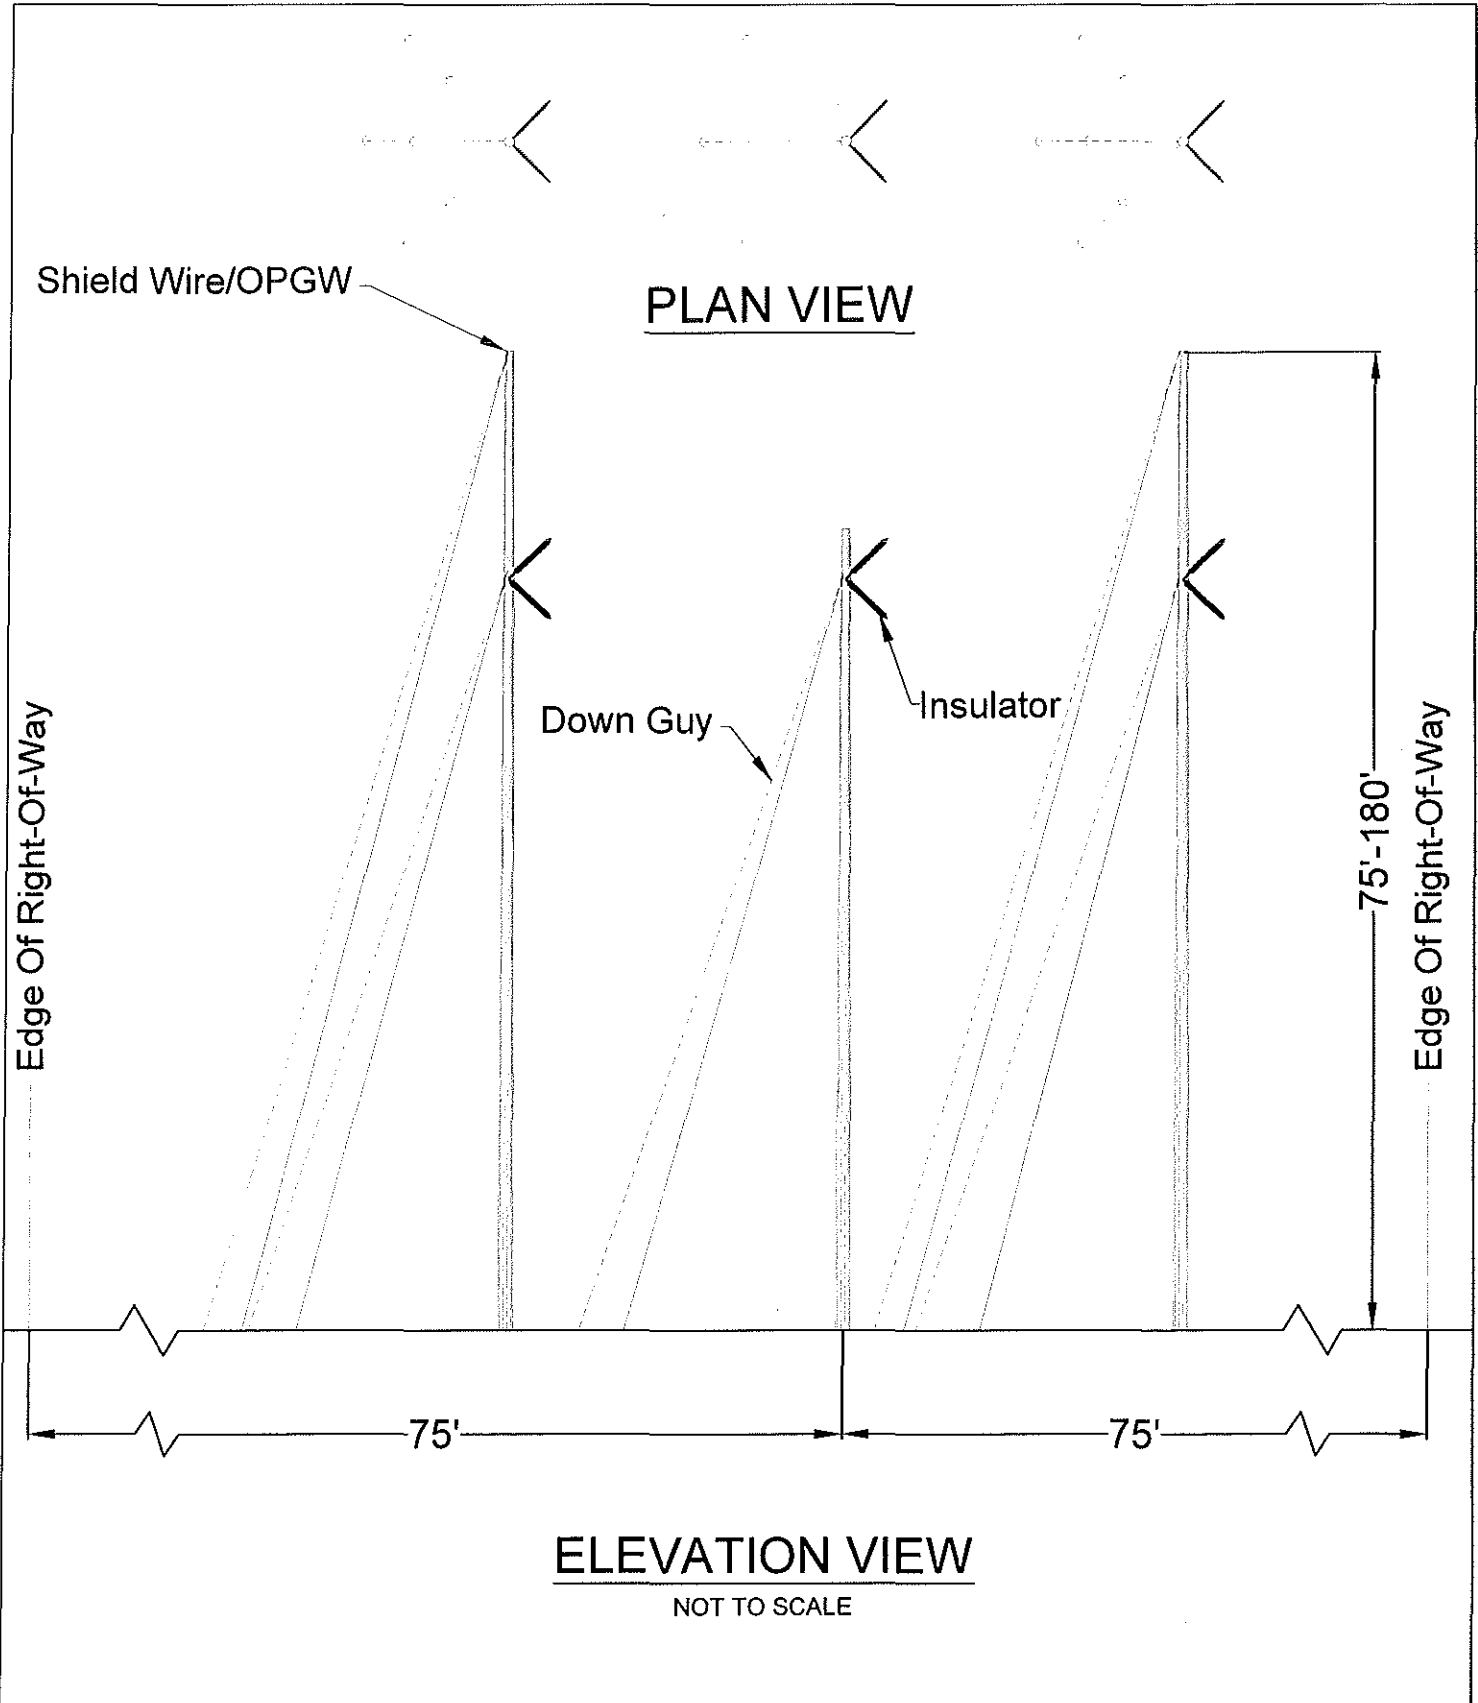 Shield Wire/OPGW
PLAN VIEW
Down Guy
Insulator
Edge Of Right-Of-Way
75'-180'
Edge Of Right-Of-Way
75'
75'
ELEVATION VIEW
NOT TO SCALE